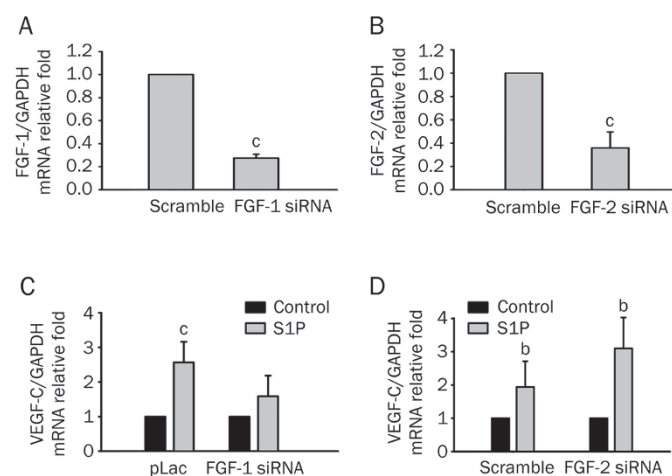 A
FGF-1/GAPDH
mRNA relative fold
1.2
1.0
0.8
0.6
0.4
0.2
0.0
c
Scramble FGF-1 siRNA
B
FGF-2/GAPDH
mRNA relative fold
1.2
1.0
0.8
0.6
0.4
0.2
0.0
c
Scramble FGF-2 siRNA
C
VEGF-C/GAPDH
mRNA relative fold
4
3
2
1
0
Control
S1P
c
pLac FGF-1 siRNA
D
VEGF-C/GAPDH
mRNA relative fold
4
3
2
1
0
Control
S1P
b
b
Scramble FGF-2 siRNA